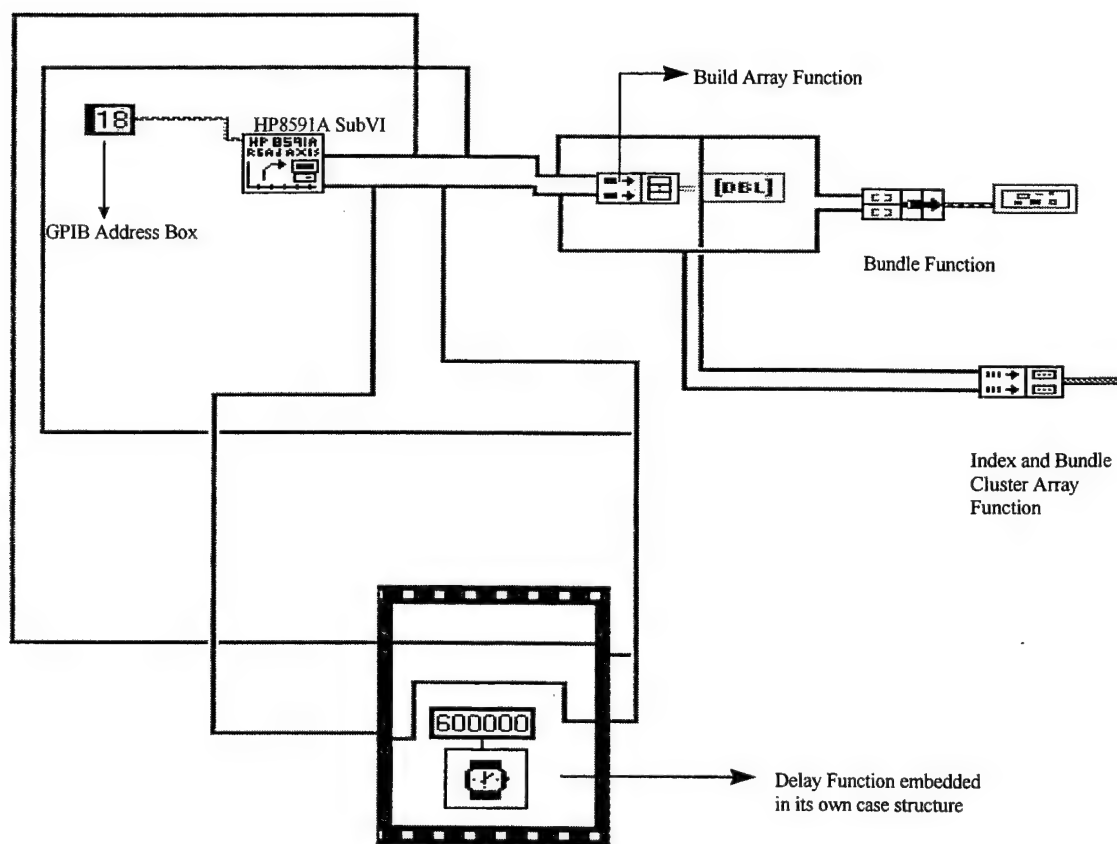 Build Array Function
18
HP8591A SubVI
HP 8591A
READ AXIS
[DBL]
GPIB Address Box
Bundle Function
Index and Bundle
Cluster Array
Function
600000
Delay Function embedded
in its own case structure